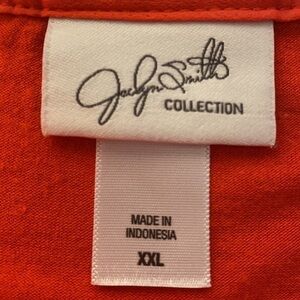 Jaclyn Smith
COLLECTION
MADE IN
INDONESIA
XXL